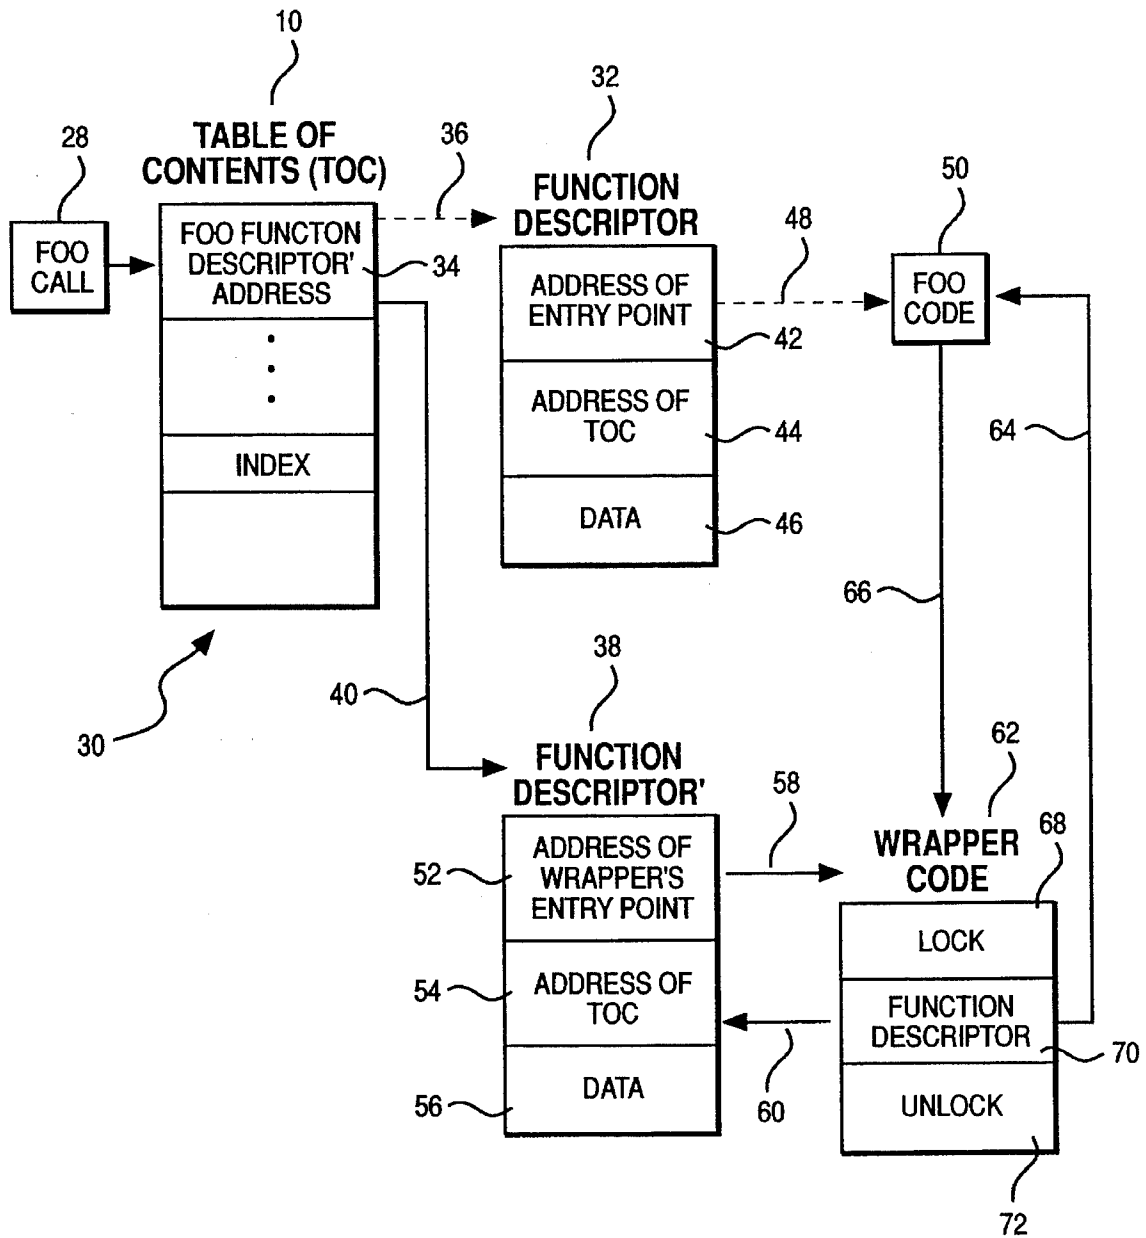 10
TABLE OF
CONTENTS (TOC)
28
FOO
CALL
FOO FUNCTON
DESCRIPTOR'
ADDRESS
34
INDEX
30
36
32
FUNCTION
DESCRIPTOR
ADDRESS OF
ENTRY POINT
42
ADDRESS OF
TOC
44
DATA
46
48
50
FOO
CODE
64
66
40
38
FUNCTION
DESCRIPTOR'
52
ADDRESS OF
WRAPPER'S
ENTRY POINT
54
ADDRESS OF
TOC
56
DATA
58
60
62
WRAPPER
CODE
68
LOCK
FUNCTION
DESCRIPTOR
70
UNLOCK
72